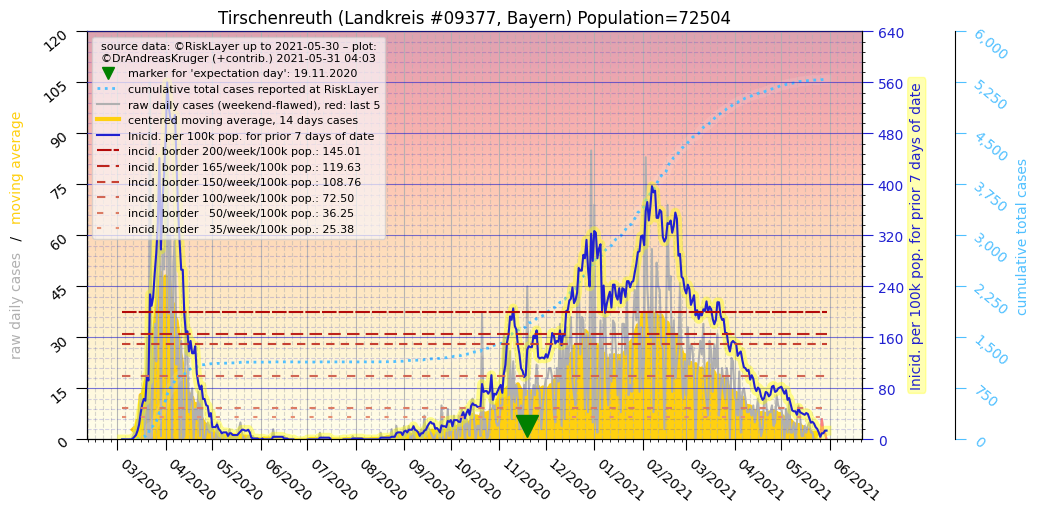 Tirschenreuth (Landkreis #09377, Bayern) Population=72504
source data: ©RiskLayer up to 2021-05-30 – plot:
©DrAndreasKruger (+contrib.) 2021-05-31 04:03
marker for 'expectation day': 19.11.2020
cumulative total cases reported at RiskLayer
raw daily cases (weekend-flawed), red: last 5
centered moving average, 14 days cases
Inicid. per 100k pop. for prior 7 days of date
incid. border 200/week/100k pop.: 145.01
incid. border 165/week/100k pop.: 119.63
incid. border 150/week/100k pop.: 108.76
incid. border 100/week/100k pop.: 72.50
incid. border 50/week/100k pop.: 36.25
incid. border 35/week/100k pop.: 25.38
raw daily cases / moving average
120
105
90
75
60
45
30
15
0
640
560
480
400
320
240
160
80
0
Inicid. per 100k pop. for prior 7 days of date
6,000
5,250
4,500
3,750
3,000
2,250
1,500
750
0
cumulative total cases
03/2020
04/2020
05/2020
06/2020
07/2020
08/2020
09/2020
10/2020
11/2020
12/2020
01/2021
02/2021
03/2021
04/2021
05/2021
06/2021